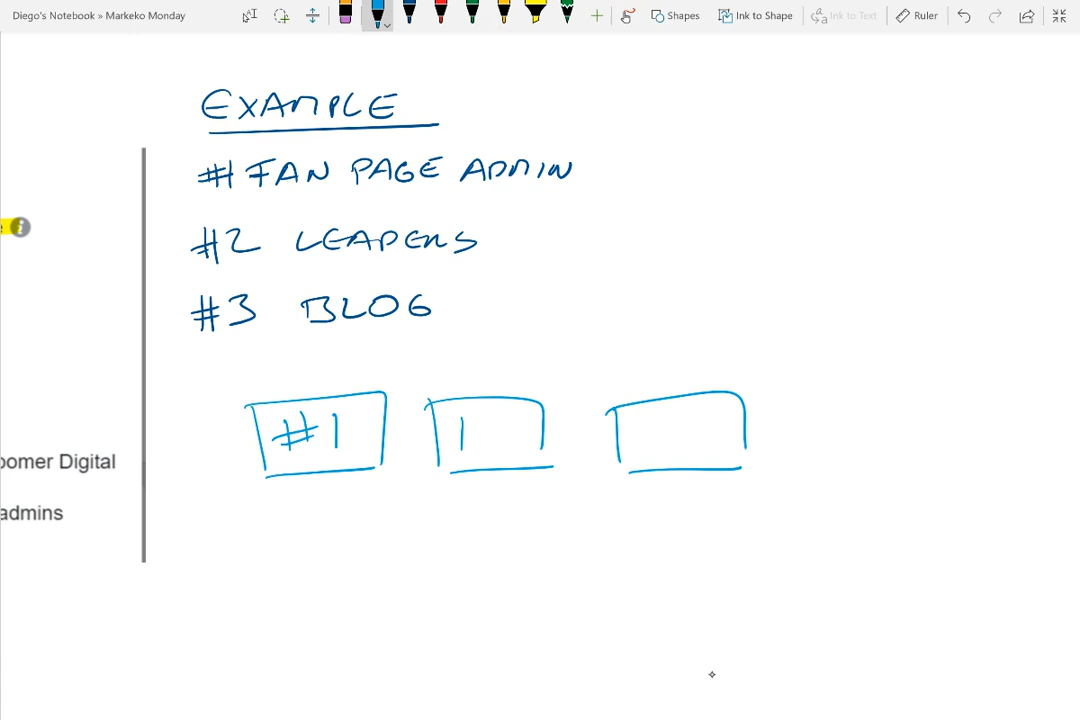 Diego's Notebook » Markeko Monday
Shapes
Ink to Shape
Ink to Text
Ruler
EXAMPLE
#1 FAN PAGE ADMIN
#2 LEADERS
#3 BLOG
#1
oomer Digital
admins